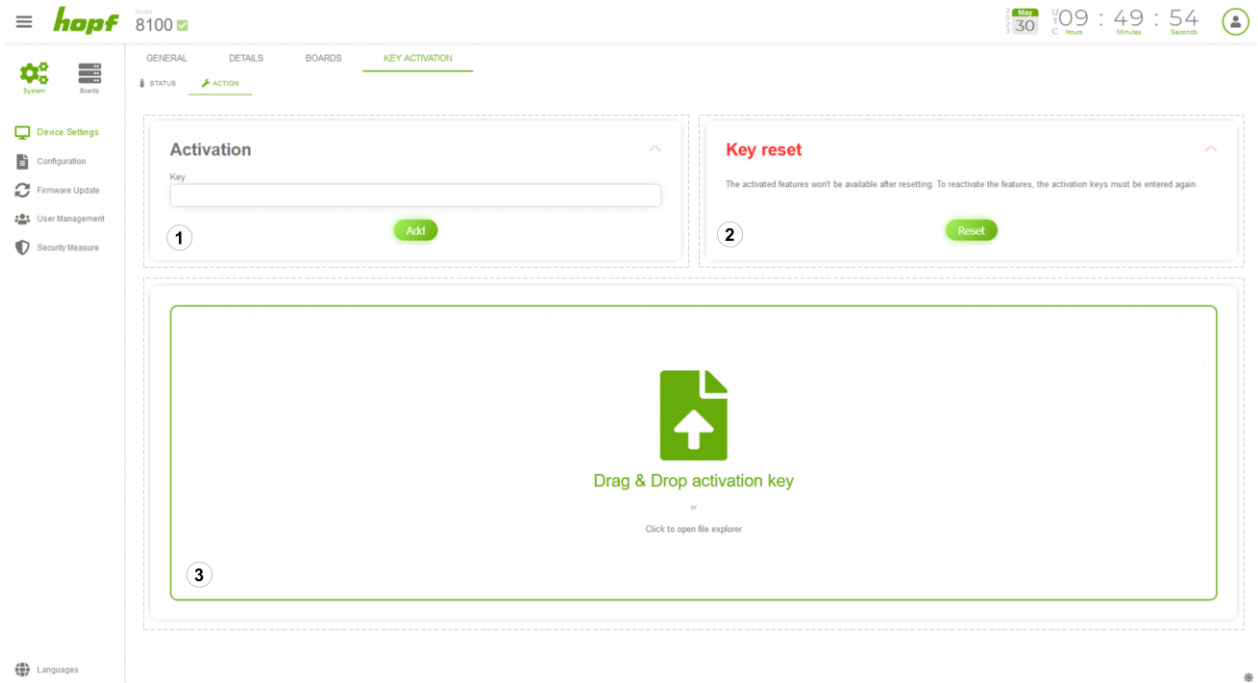 hopf
Series
8100
2023
May
30
UTC
09 : 49 : 54
Hours Minutes Seconds
System
Boards
GENERAL DETAILS BOARDS KEY ACTIVATION
STATUS ACTION
Device Settings
Configuration
Firmware Update
User Management
Security Measure
Languages
Activation
Key
Add
1
Key reset
The activated features won't be available after resetting. To reactivate the features, the activation keys must be entered again.
Reset
2
Drag & Drop activation key
or
Click to open file explorer
3